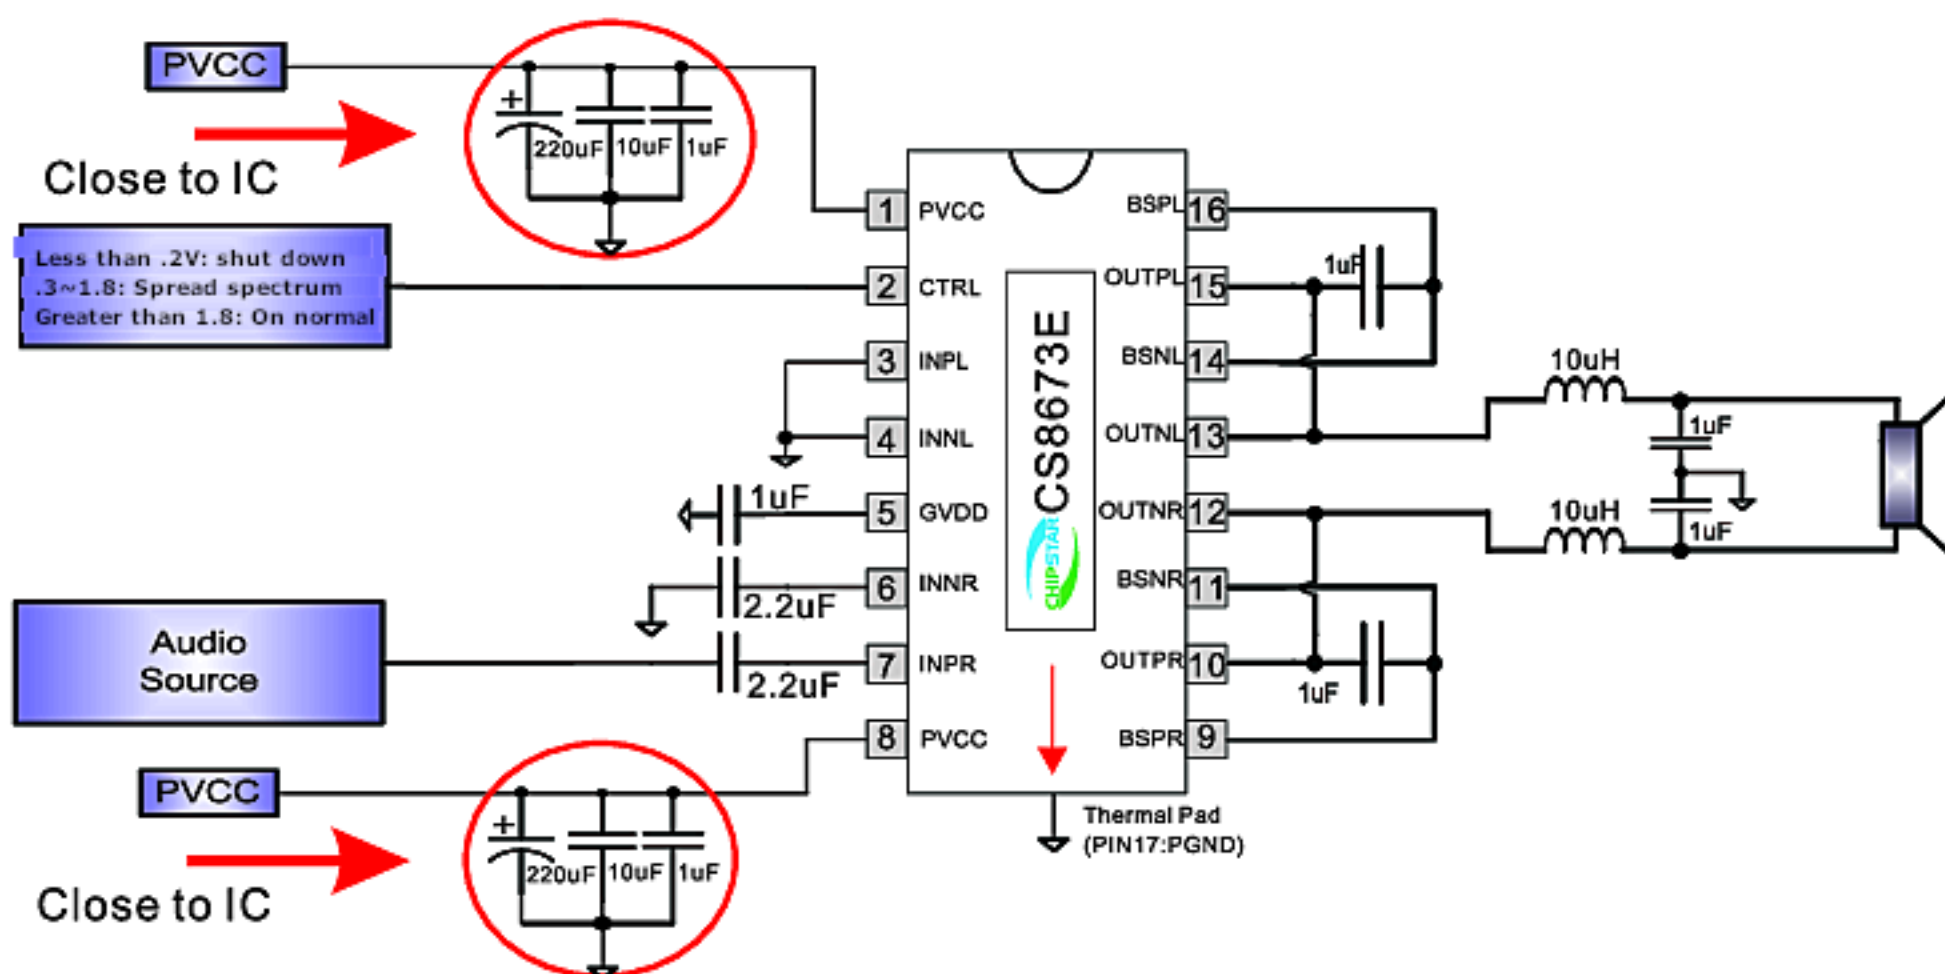 PVCC
220uF 10uF 1uF
Close to IC
Less than .2V: shut down
.3~1.8: Spread spectrum
Greater than 1.8: On normal
1 PVCC
2 CTRL
3 INPL
4 INNL
5 GVDD
6 INNR
7 INPR
8 PVCC
1uF
2.2uF
2.2uF
Audio
Source
PVCC
220uF 10uF 1uF
Close to IC
CS8673E
CHIPSTAR
BSPL 16
OUTPL 15
BSNL 14
OUTNL 13
OUTNR 12
BSNR 11
OUTPR 10
BSPR 9
1uF
1uF
Thermal Pad
(PIN17:PGND)
10uH
1uF
10uH
1uF